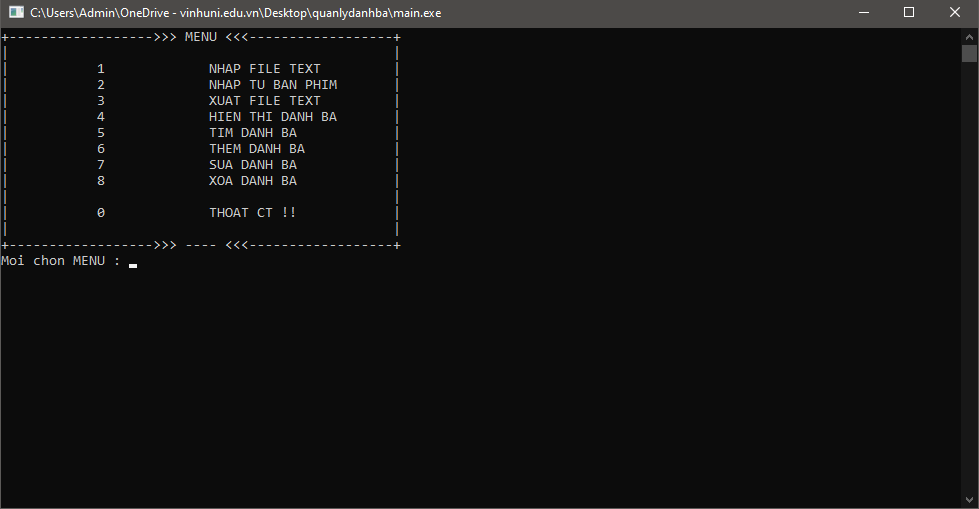 C:\Users\Admin\OneDrive - vinhuni.edu.vn\Desktop\quanlydanhba\main.exe
+------------------>>> MENU <<<------------------+
1 NHAP FILE TEXT
2 NHAP TU BAN PHIM
3 XUAT FILE TEXT
4 HIEN THI DANH BA
5 TIM DANH BA
6 THEM DANH BA
7 SUA DANH BA
8 XOA DANH BA
0 THOAT CT !!
+------------------>>> ---- <<<------------------+
Moi chon MENU :